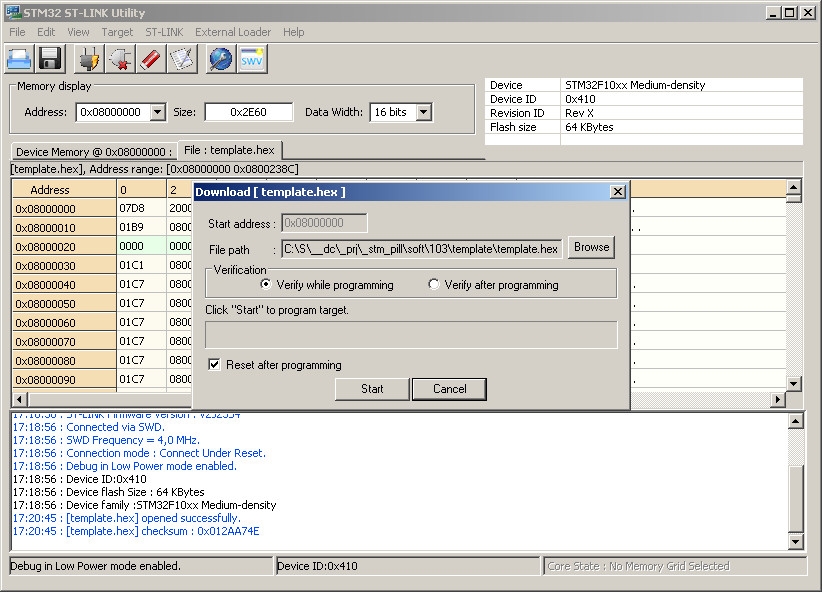 STM32 ST-LINK Utility
File Edit View Target ST-LINK External Loader Help
SWV
Memory display
Address: 0x08000000 Size: 0x2E60 Data Width: 16 bits
Device STM32F10xx Medium-density
Device ID 0x410
Revision ID Rev X
Flash size 64 KBytes
Device Memory @ 0x08000000 : File : template.hex
[template.hex], Address range: [0x08000000 0x0800238C]
Address 0 2
0x08000000 07D8 2000 .
0x08000010 01B9 0800 ..
0x08000020 0000 0000
0x08000030 01C1 0800
0x08000040 01C7 0800 .
0x08000050 01C7 0800 .
0x08000060 01C7 0800 .
0x08000070 01C7 0800 .
0x08000080 01C7 0800 .
0x08000090 01C7 0800 .
Download [ template.hex ]
Start address : 0x08000000
File path : C:\S\__dc\_prj\_stm_pill\soft\103\template\template.hex Browse
Verification
Verify while programming Verify after programming
Click "Start" to program target.
Reset after programming
Start Cancel
17:18:56 : ST-LINK Firmware version : V2J2354
17:18:56 : Connected via SWD.
17:18:56 : SWD Frequency = 4,0 MHz.
17:18:56 : Connection mode : Connect Under Reset.
17:18:56 : Debug in Low Power mode enabled.
17:18:56 : Device ID:0x410
17:18:56 : Device flash Size : 64 KBytes
17:18:56 : Device family :STM32F10xx Medium-density
17:20:45 : [template.hex] opened successfully.
17:20:45 : [template.hex] checksum : 0x012AA74E
Debug in Low Power mode enabled. Device ID:0x410 Core State : No Memory Grid Selected